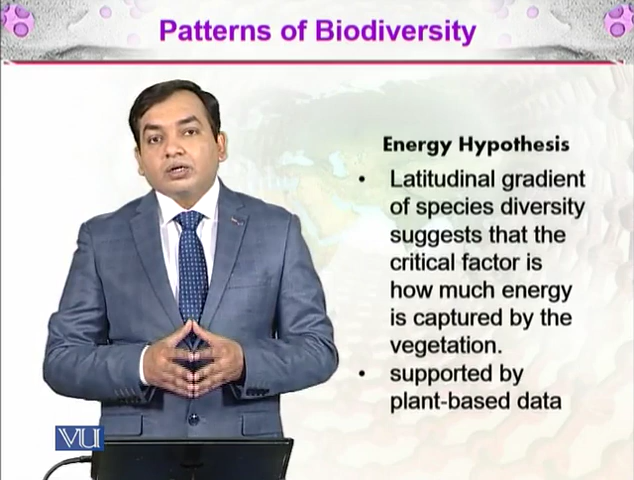 Patterns of Biodiversity
Energy Hypothesis
• Latitudinal gradient
of species diversity
suggests that the
critical factor is
how much energy
is captured by the
vegetation.
• supported by
plant-based data
VU